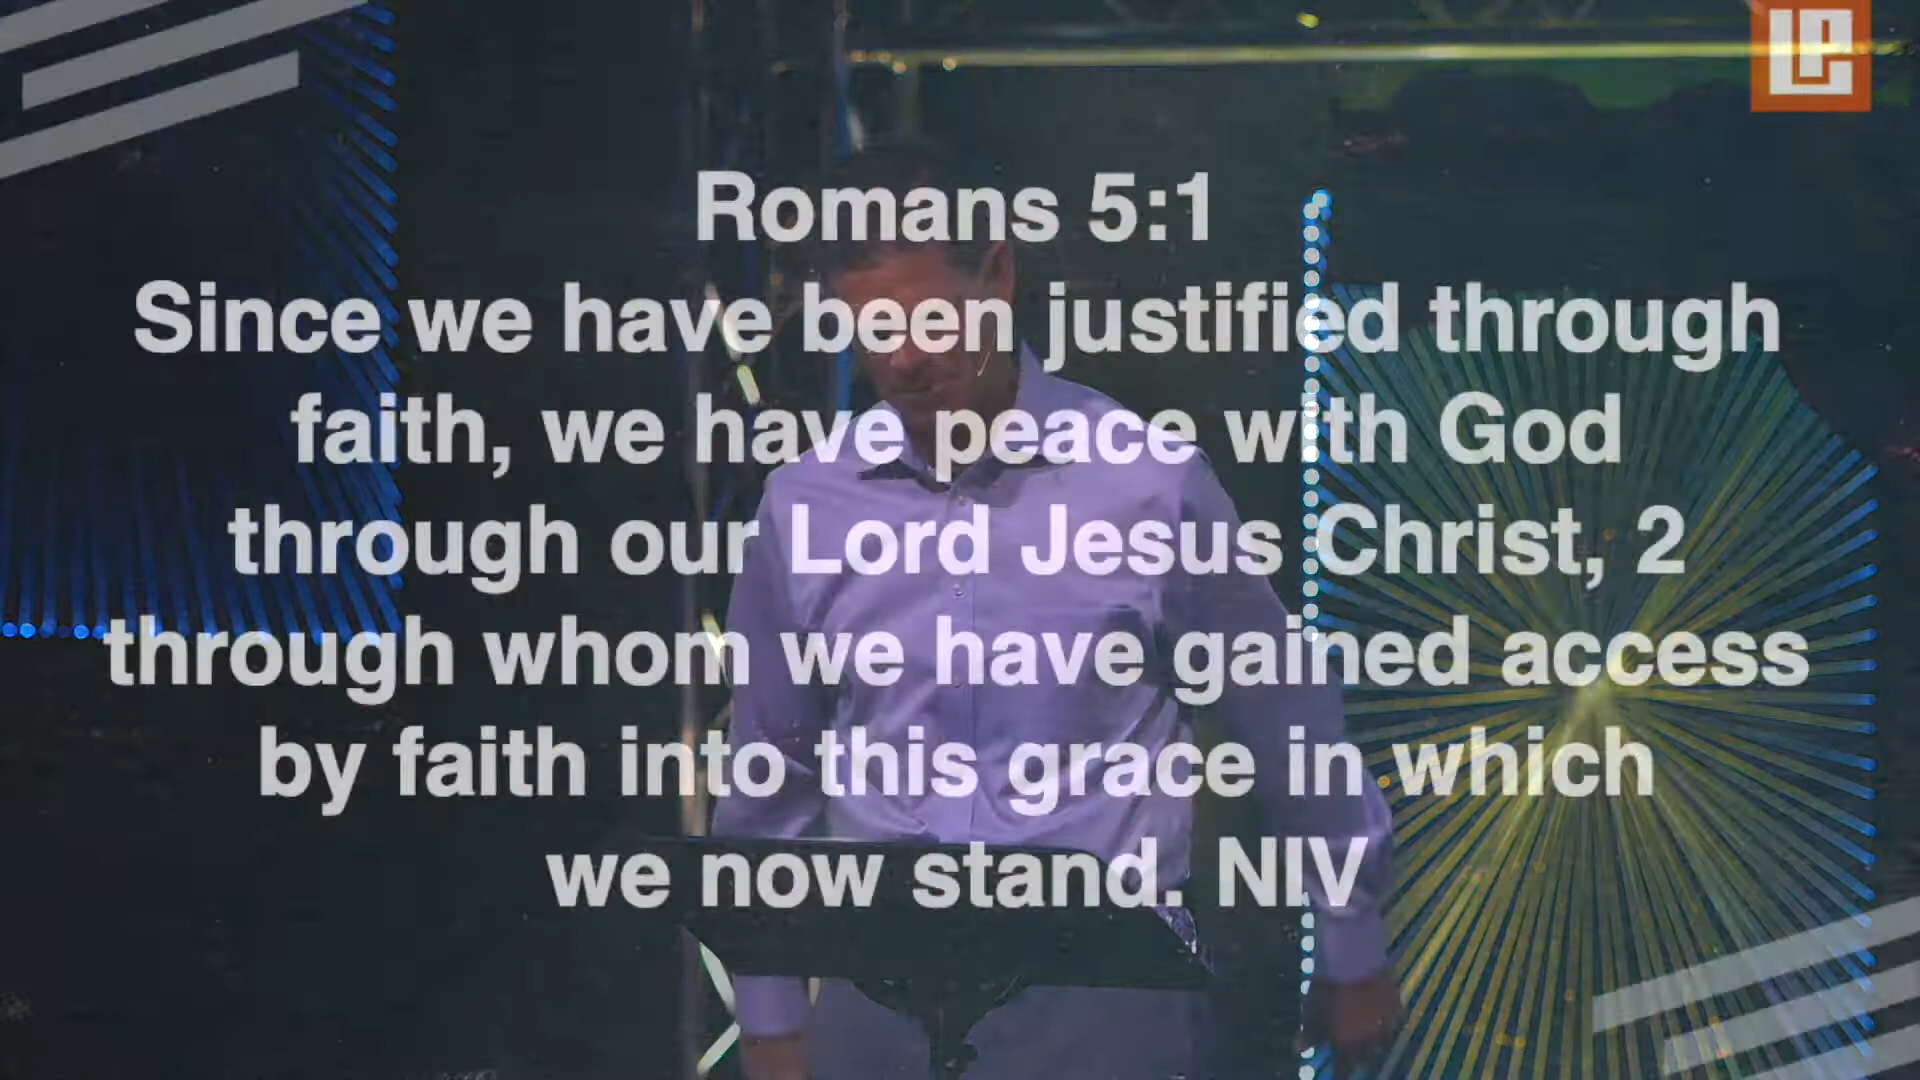 LP
Romans 5:1
Since we have been justified through
faith, we have peace with God
through our Lord Jesus Christ, 2
through whom we have gained access
by faith into this grace in which
we now stand. NIV